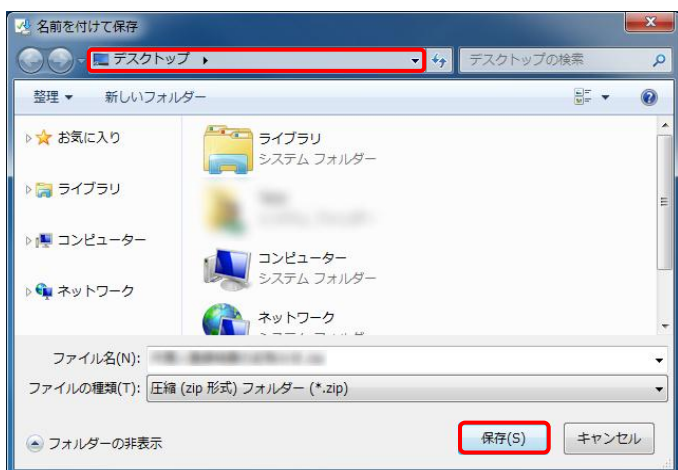 名前を付けて保存
デスクトップ
デスクトップの検索
整理
新しいフォルダー
お気に入り
ライブラリ
コンピューター
ネットワーク
ライブラリ
システム フォルダー
コンピューター
システム フォルダー
ネットワーク
ファイル名(N):
ファイルの種類(T): 圧縮 (zip 形式) フォルダー (*.zip)
フォルダーの非表示
保存(S)
キャンセル